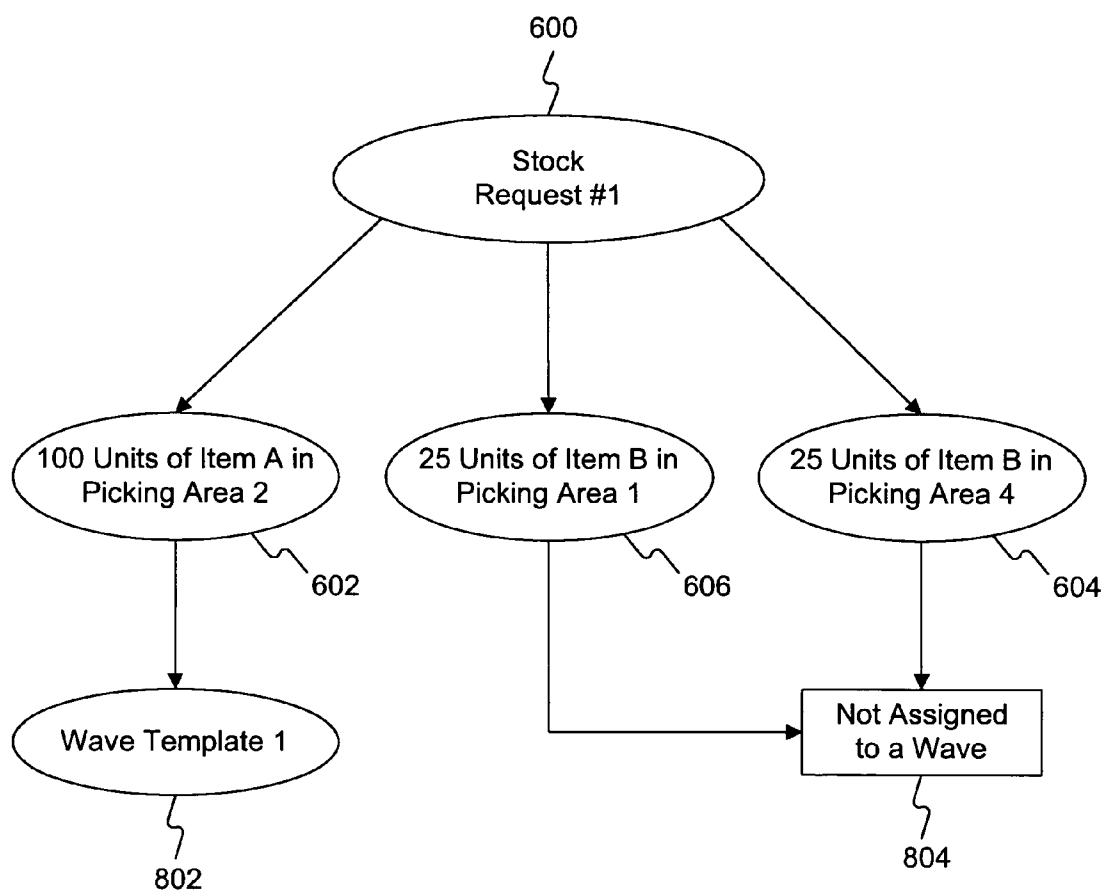 600
Stock
Request #1
100 Units of Item A in
Picking Area 2
25 Units of Item B in
Picking Area 1
25 Units of Item B in
Picking Area 4
602
606
604
Wave Template 1
Not Assigned
to a Wave
802
804